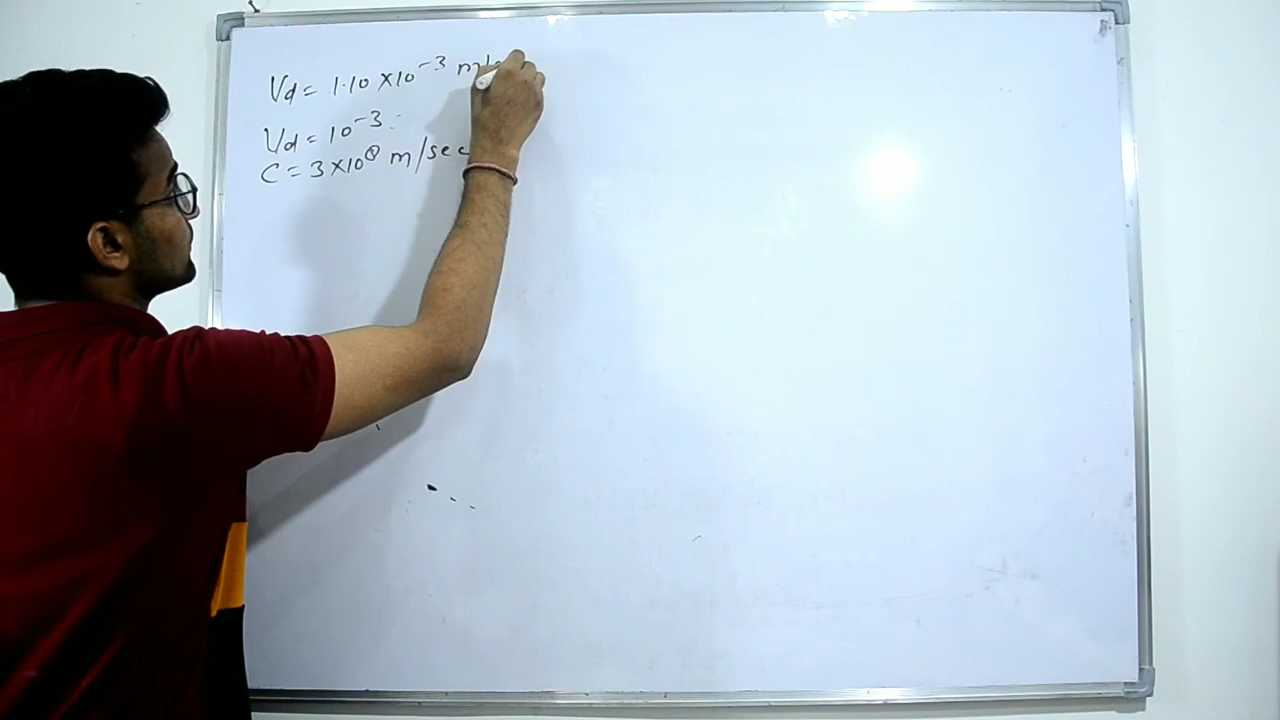 Vd = 1.10 × 10⁻³ m/
Vd = 10⁻³
C = 3 × 10⁸ m/sec